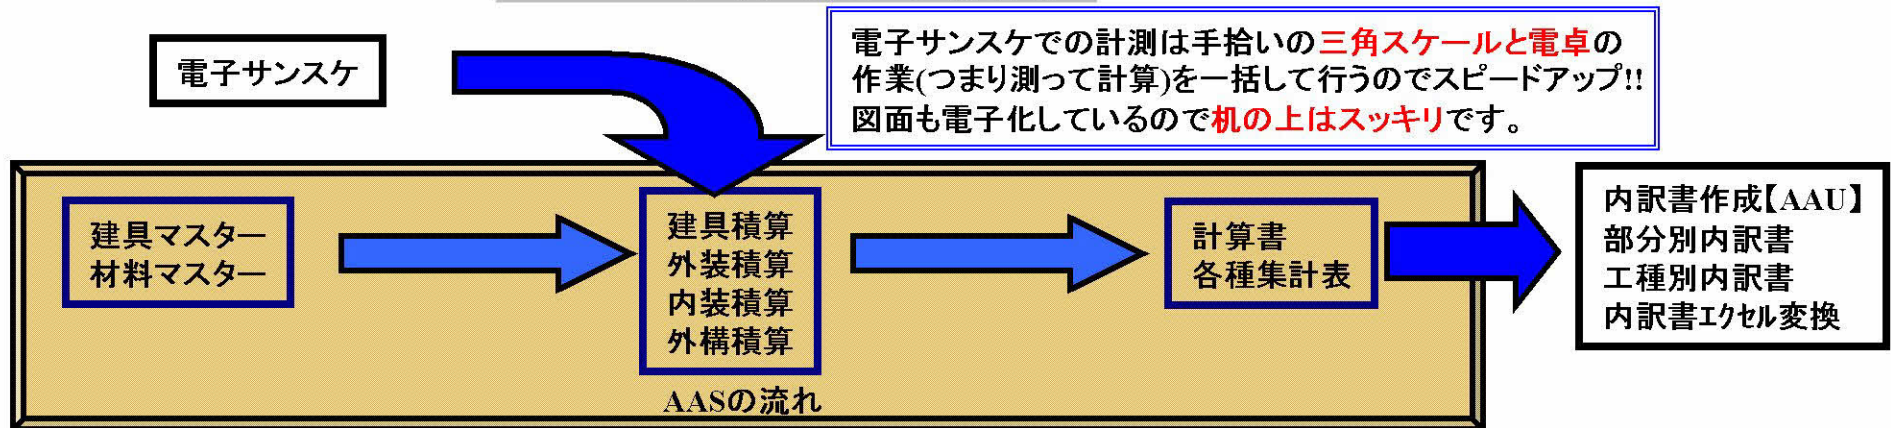 電子サンスケ
電子サンスケでの計測は手拾いの三角スケールと電卓の
作業(つまり測って計算)を一括して行うのでスピードアップ!!
図面も電子化しているので机の上はスッキリです。
建具マスター
材料マスター
建具積算
外装積算
内装積算
外構積算
計算書
各種集計表
内訳書作成【AAU】
部分別内訳書
工種別内訳書
内訳書エクセル変換
AASの流れ